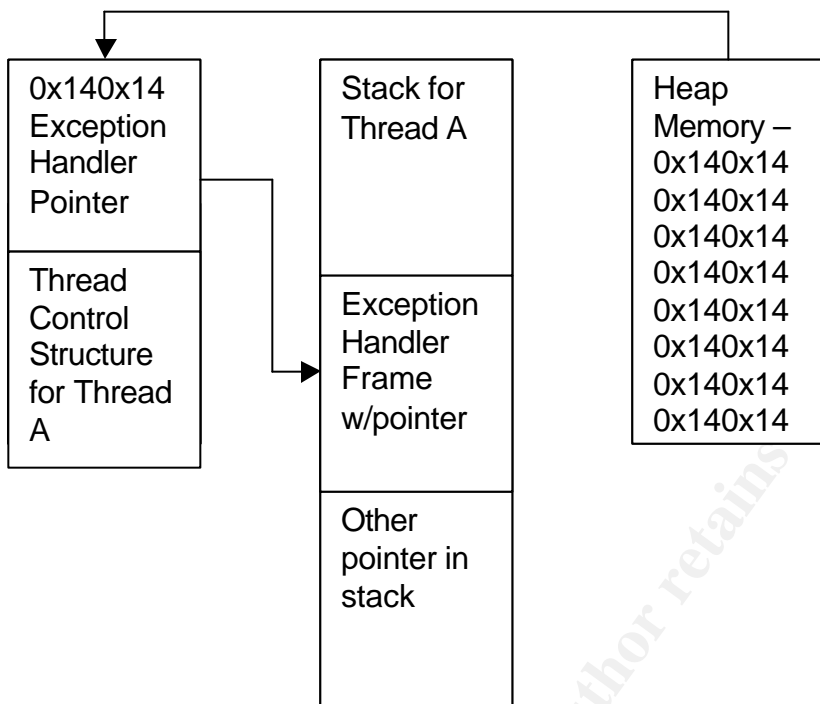 0x140x14
Exception
Handler
Pointer
Thread
Control
Structure
for Thread
A
Stack for
Thread A
Exception
Handler
Frame
w/pointer
Other
pointer in
stack
Heap
Memory –
0x140x14
0x140x14
0x140x14
0x140x14
0x140x14
0x140x14
0x140x14
0x140x14
retains